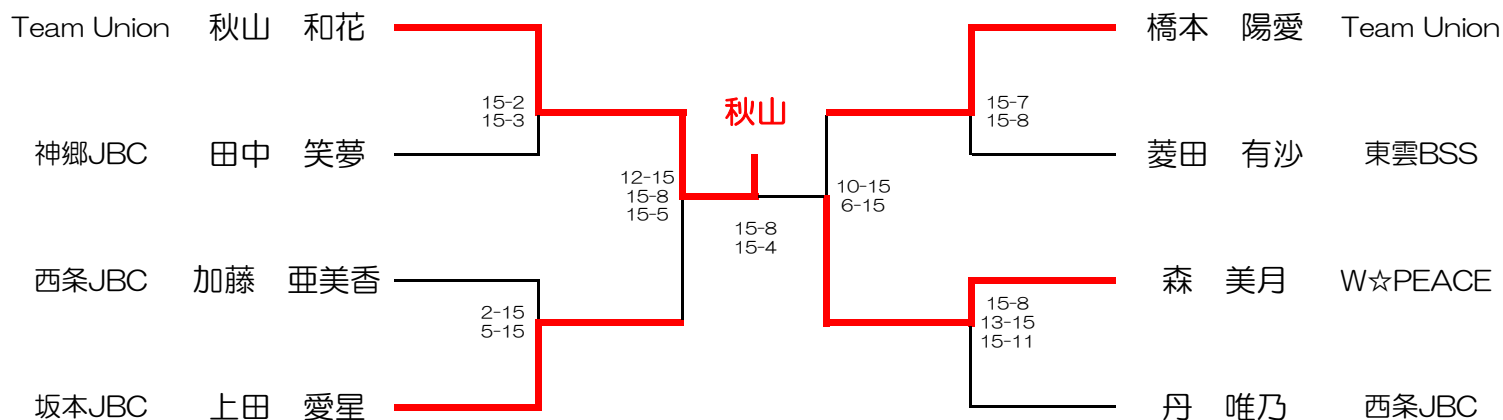 Team Union 秋山 和花
橋本 陽愛 Team Union
15-2
15-3
秋山
15-7
15-8
神郷JBC 田中 笑夢
菱田 有沙 東雲BSS
12-15
15-8
15-5
10-15
6-15
15-8
15-4
西条JBC 加藤 亜美香
森 美月 W☆PEACE
2-15
5-15
15-8
13-15
15-11
坂本JBC 上田 愛星
丹 唯乃 西条JBC